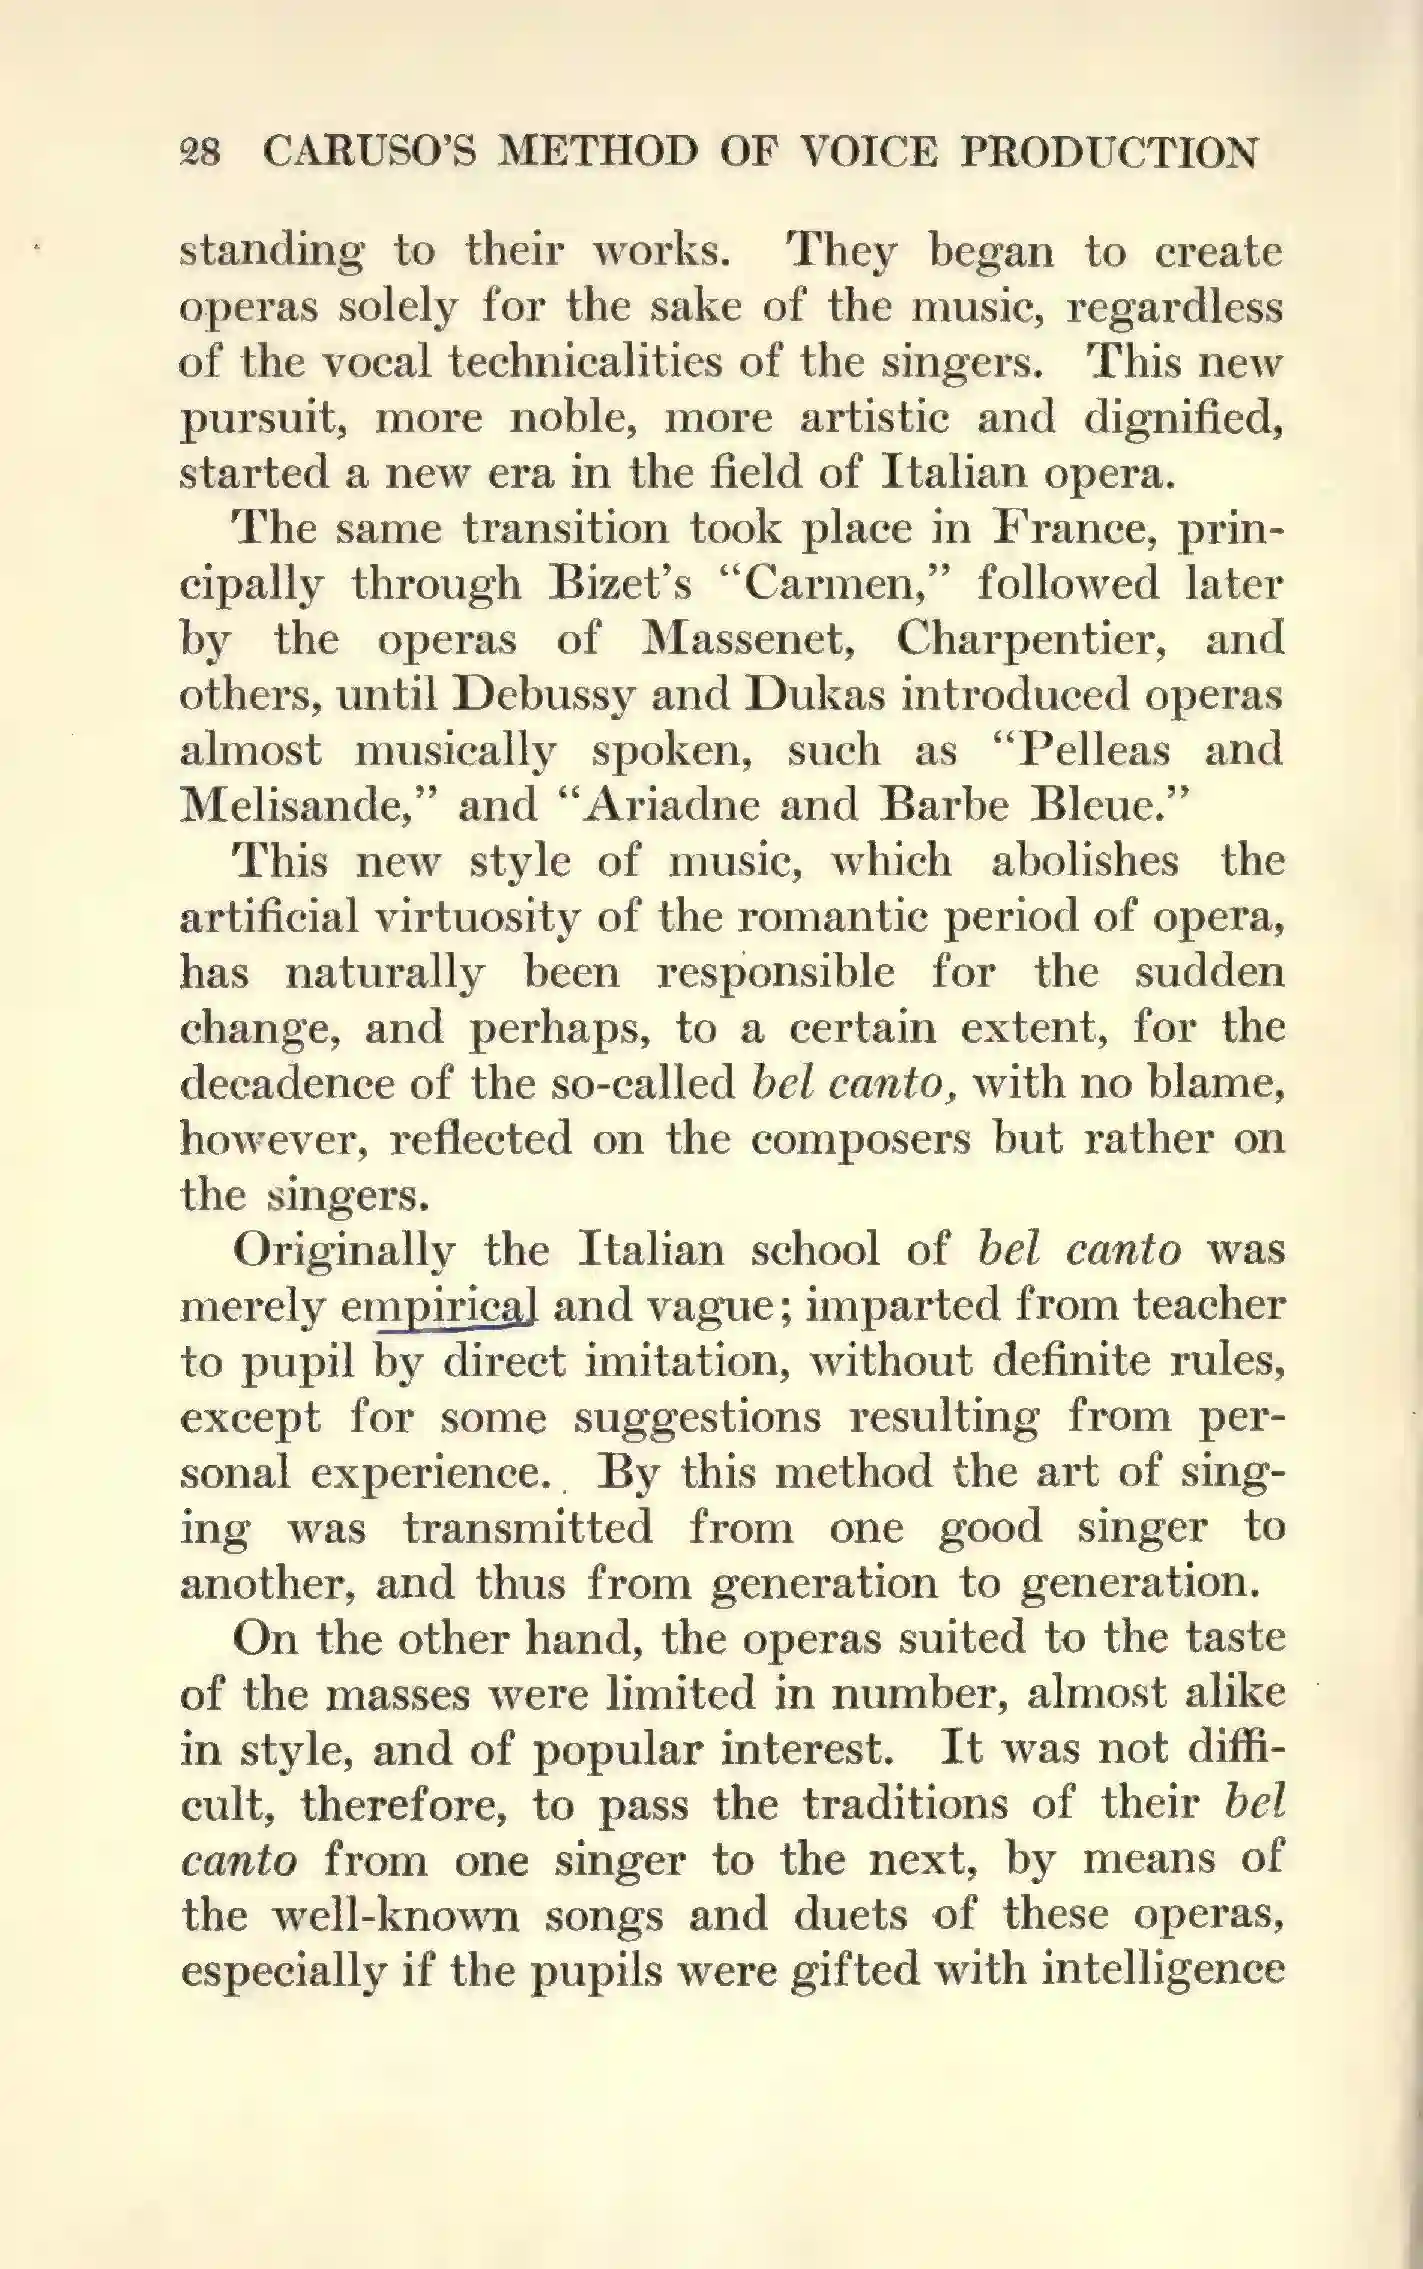 28 CARUSO'S METHOD OF VOICE PRODUCTION
standing to their works. They began to create
operas solely for the sake of the music, regardless
of the vocal technicalities of the singers. This new
pursuit, more noble, more artistic and dignified,
started a new era in the field of Italian opera.
The same transition took place in France, prin-
cipally through Bizet's “Carmen,” followed later
by the operas of Massenet, Charpentier, and
others, until Debussy and Dukas introduced operas
almost musically spoken, such as “Pelleas and
Melisande,” and “Ariadne and Barbe Bleue.”
This new style of music, which abolishes the
artificial virtuosity of the romantic period of opera,
has naturally been responsible for the sudden
change, and perhaps, to a certain extent, for the
decadence of the so-called bel canto, with no blame,
however, reflected on the composers but rather on
the singers.
Originally the Italian school of bel canto was
merely empirical and vague; imparted from teacher
to pupil by direct imitation, without definite rules,
except for some suggestions resulting from per-
sonal experience. By this method the art of sing-
ing was transmitted from one good singer to
another, and thus from generation to generation.
On the other hand, the operas suited to the taste
of the masses were limited in number, almost alike
in style, and of popular interest. It was not diffi-
cult, therefore, to pass the traditions of their bel
canto from one singer to the next, by means of
the well-known songs and duets of these operas,
especially if the pupils were gifted with intelligence